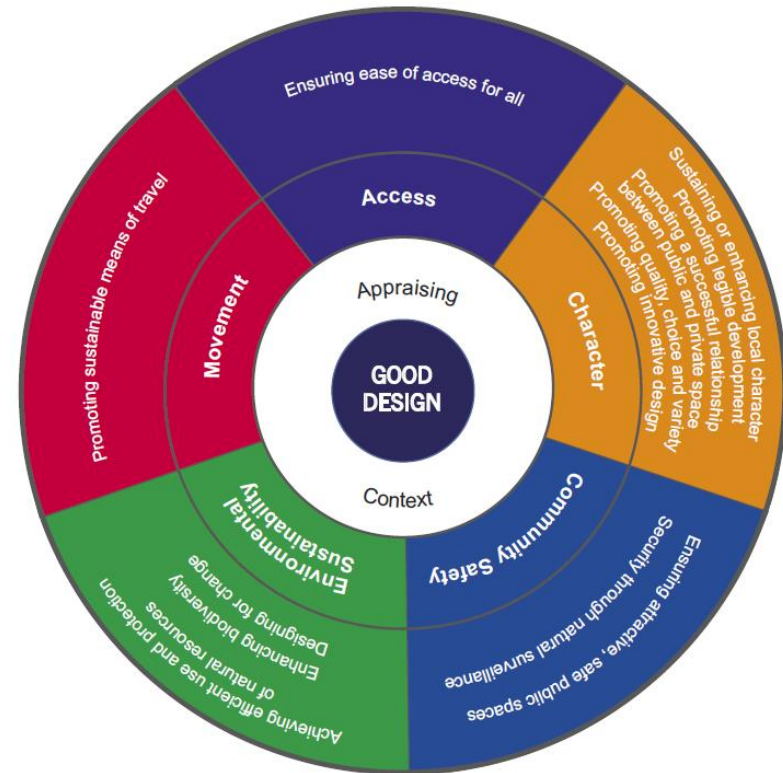 GOOD
DESIGN
Appraising
Context
Access
Ensuring ease of access for all
Character
Sustaining or enhancing local character
Promoting legible development
Promoting a successful relationship
between public and private space
Promoting quality, choice and variety
Promoting innovative design
Community Safety
Ensuring attractive, safe public spaces
Security through natural surveillance
Environmental
Sustainability
Achieving efficient use and protection
of natural resources
Enhancing biodiversity
Designing for change
Movement
Promoting sustainable means of travel